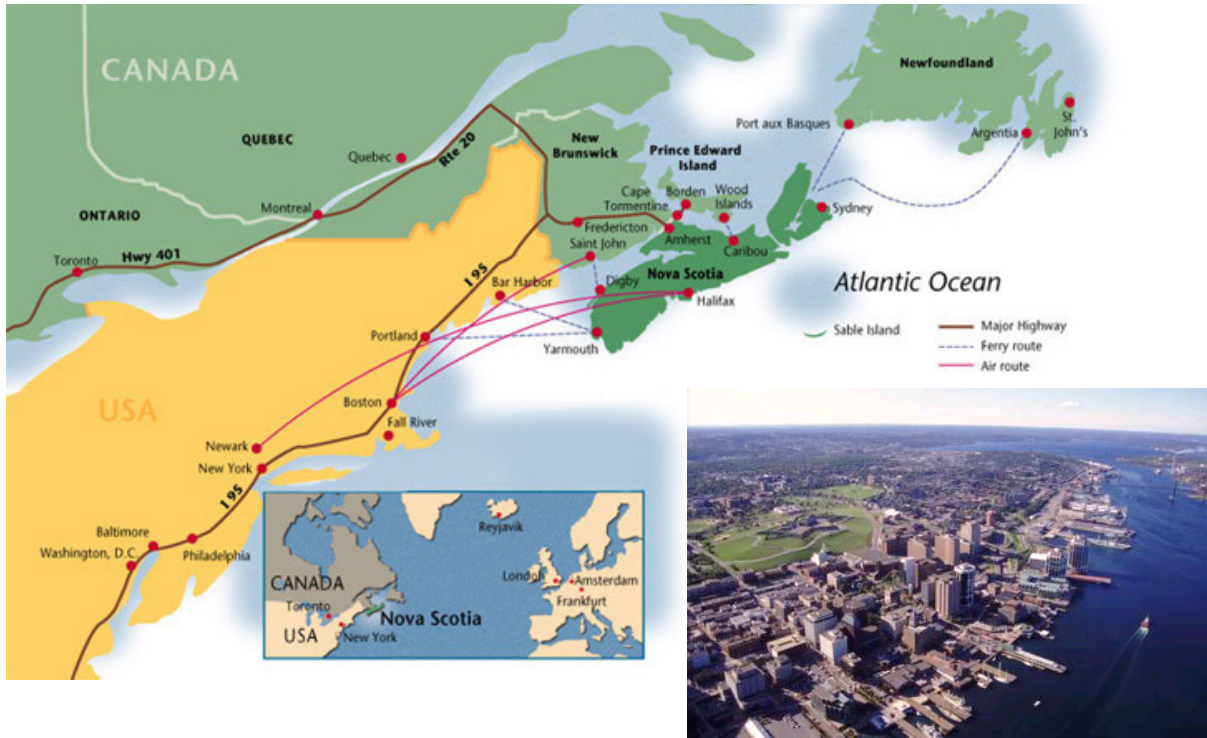 CANADA
Newfoundland
QUEBEC
Quebec
Rte 20
New
Brunswick
Prince Edward
Island
Port aux Basques
Argentia
St.
John's
ONTARIO
Montreal
Hwy 401
Toronto
Cape
Tormentine
Borden
Wood
Islands
Sydney
Fredericton
Amherst
Caribou
Saint John
I 95
Bar Harbor
Digby
Nova Scotia
Halifax
Atlantic Ocean
Portland
Yarmouth
Sable Island
Major Highway
Ferry route
Air route
USA
Boston
Fall River
Newark
New York
I 95
Baltimore
Washington, D.C.
Philadelphia
Reyjavik
CANADA
London
Amsterdam
Frankfurt
Toronto
Nova Scotia
USA
New York